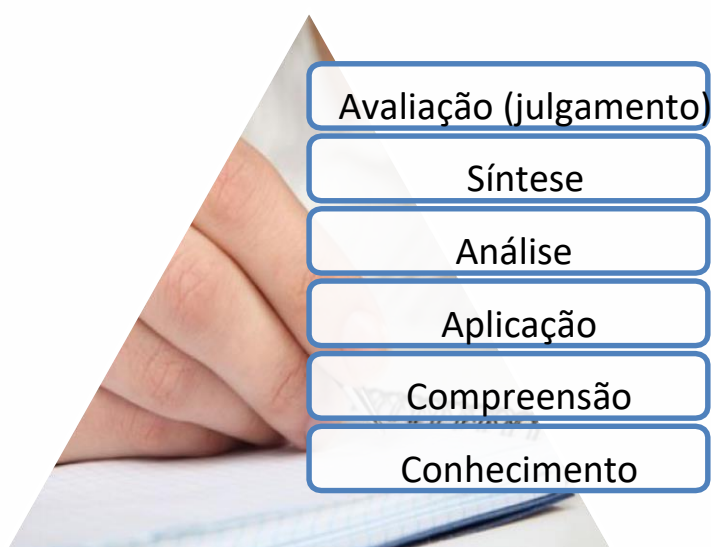 Avaliação (julgamento)
Síntese
Análise
Aplicação
Compreensão
Conhecimento